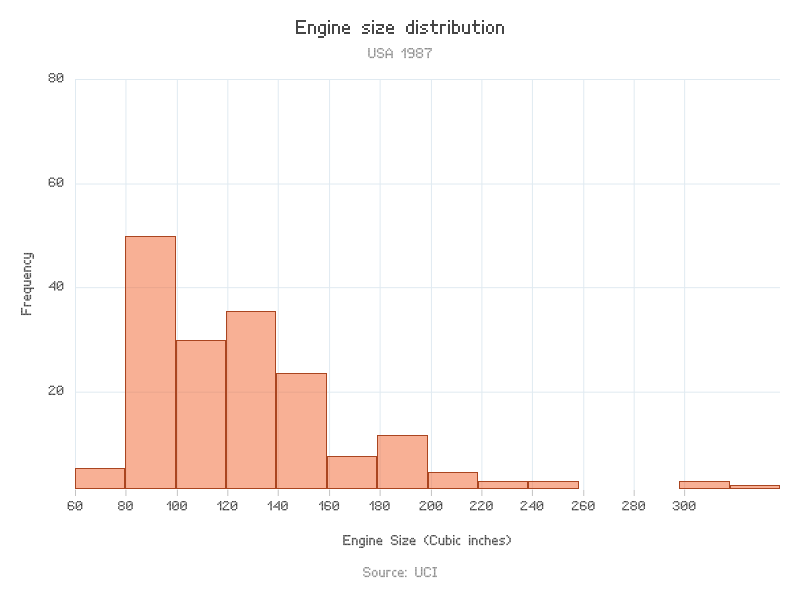 Engine size distribution
USA 1987
80
60
40
20
Frequency
60 80 100 120 140 160 180 200 220 240 260 280 300
Engine Size (Cubic inches)
Source: UCI